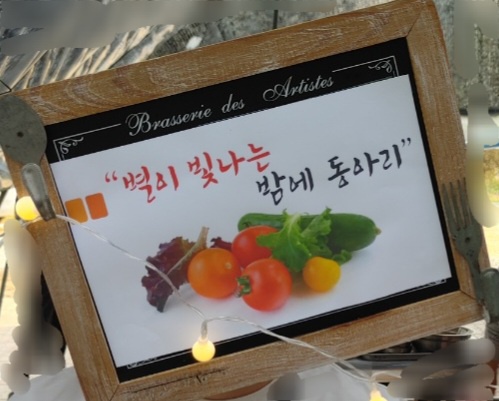 Brasserie des Artistes
“별이 빛나는
밤에 동아리”